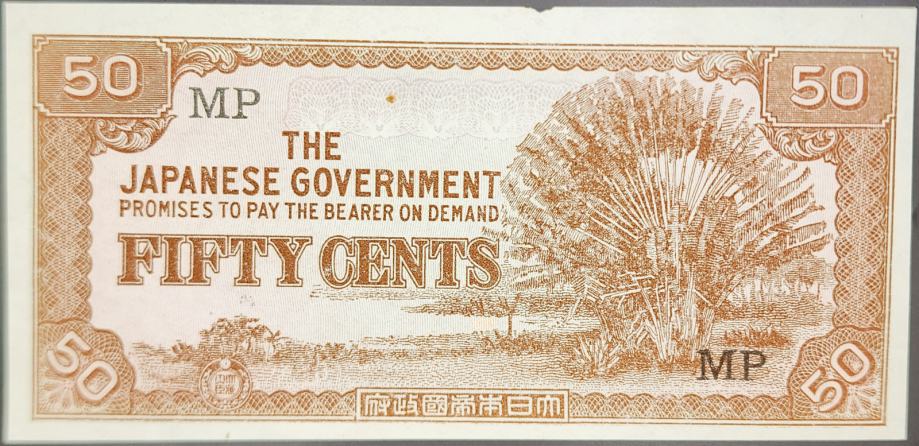 50
50
MP
THE
JAPANESE GOVERNMENT
PROMISES TO PAY THE BEARER ON DEMAND
FIFTY CENTS
MP
50
50
府政國帝本日大